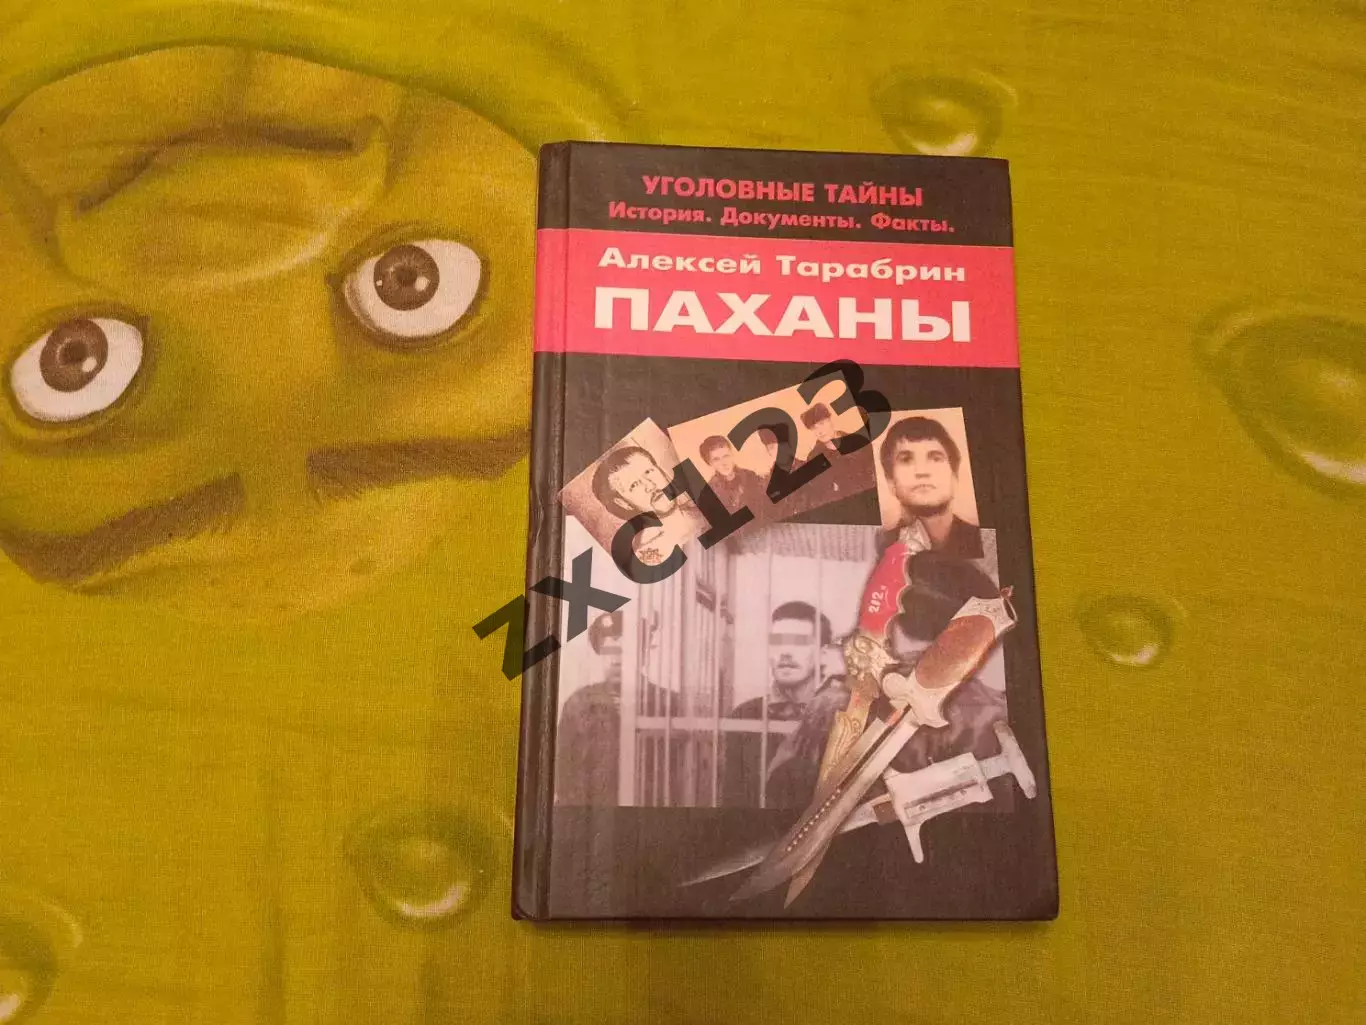 УГОЛОВНЫЕ ТАЙНЫ
История. Документы. Факты.
Алексей Тарабрин
ПАХАНЫ
zxc123